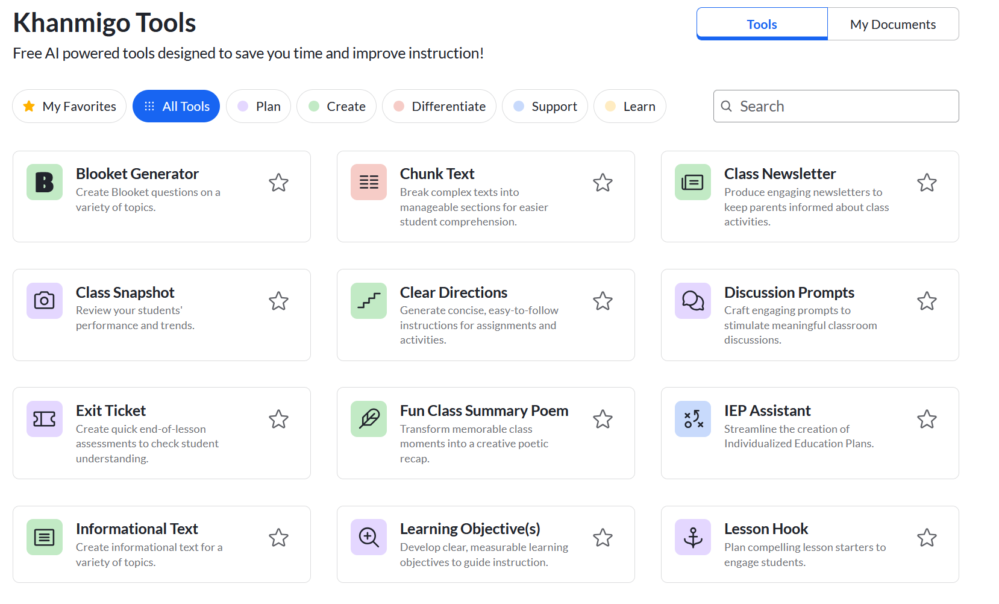 Khanmigo Tools
Tools
My Documents
Free AI powered tools designed to save you time and improve instruction!
My Favorites
All Tools
Plan
Create
Differentiate
Support
Learn
Search
Blooket Generator
Create Blooket questions on a
variety of topics.
Chunk Text
Break complex texts into
manageable sections for easier
student comprehension.
Class Newsletter
Produce engaging newsletters to
keep parents informed about class
activities.
Class Snapshot
Review your students'
performance and trends.
Clear Directions
Generate concise, easy-to-follow
instructions for assignments and
activities.
Discussion Prompts
Craft engaging prompts to
stimulate meaningful classroom
discussions.
Exit Ticket
Create quick end-of-lesson
assessments to check student
understanding.
Fun Class Summary Poem
Transform memorable class
moments into a creative poetic
recap.
IEP Assistant
Streamline the creation of
Individualized Education Plans.
Informational Text
Create informational text for a
variety of topics.
Learning Objective(s)
Develop clear, measurable learning
objectives to guide instruction.
Lesson Hook
Plan compelling lesson starters to
engage students.